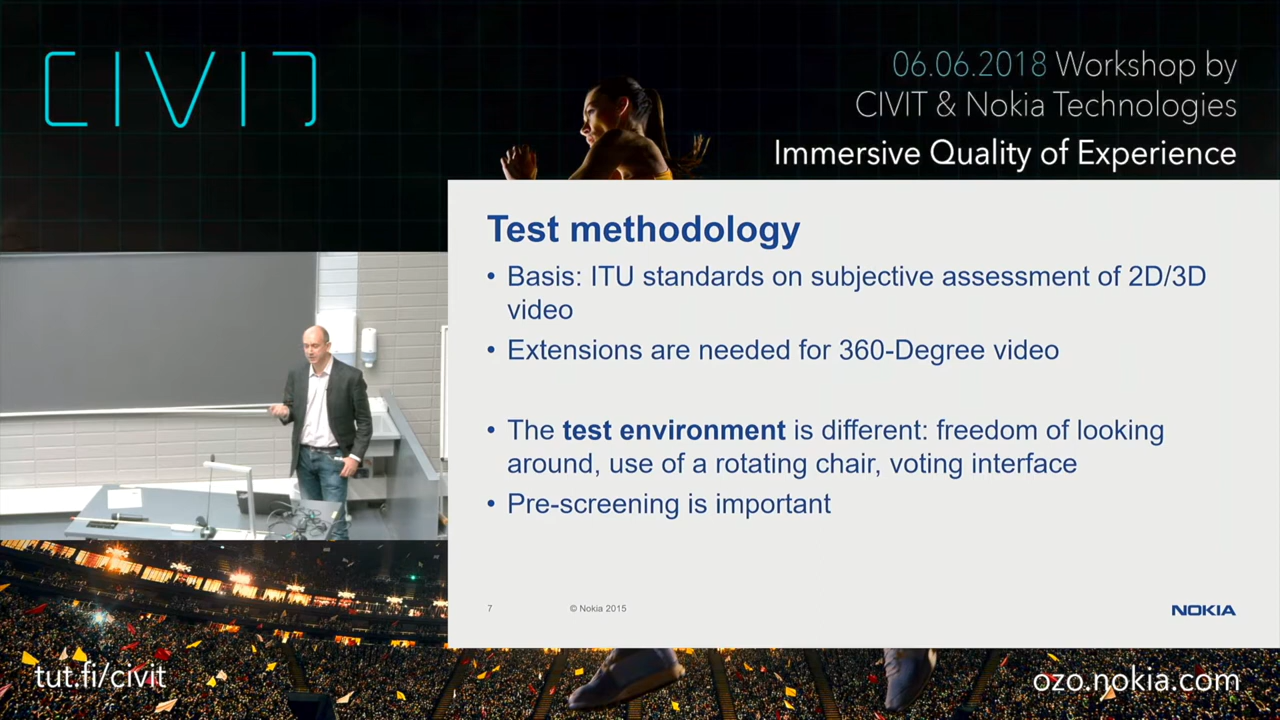 CIVIT
06.06.2018 Workshop by
CIVIT & Nokia Technologies
Immersive Quality of Experience
Test methodology
• Basis: ITU standards on subjective assessment of 2D/3D
video
• Extensions are needed for 360-Degree video
• The test environment is different: freedom of looking
around, use of a rotating chair, voting interface
• Pre-screening is important
7
© Nokia 2015
NOKIA
tut.fi/civit
ozo.nokia.com